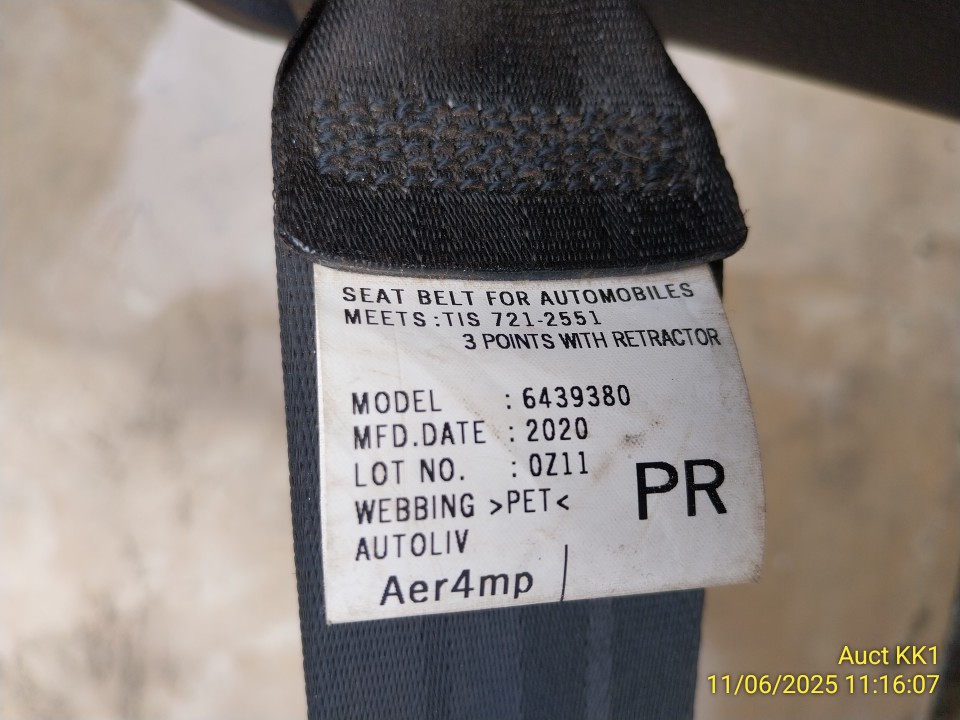 SEAT BELT FOR AUTOMOBILES
MEETS:TIS 721-2551
3 POINTS WITH RETRACTOR
MODEL : 6439380
MFD.DATE : 2020
LOT NO. : 0Z11
WEBBING >PET<
PR
AUTOLIV
Aer4mp |
Auct KK1
11/06/2025 11:16:07